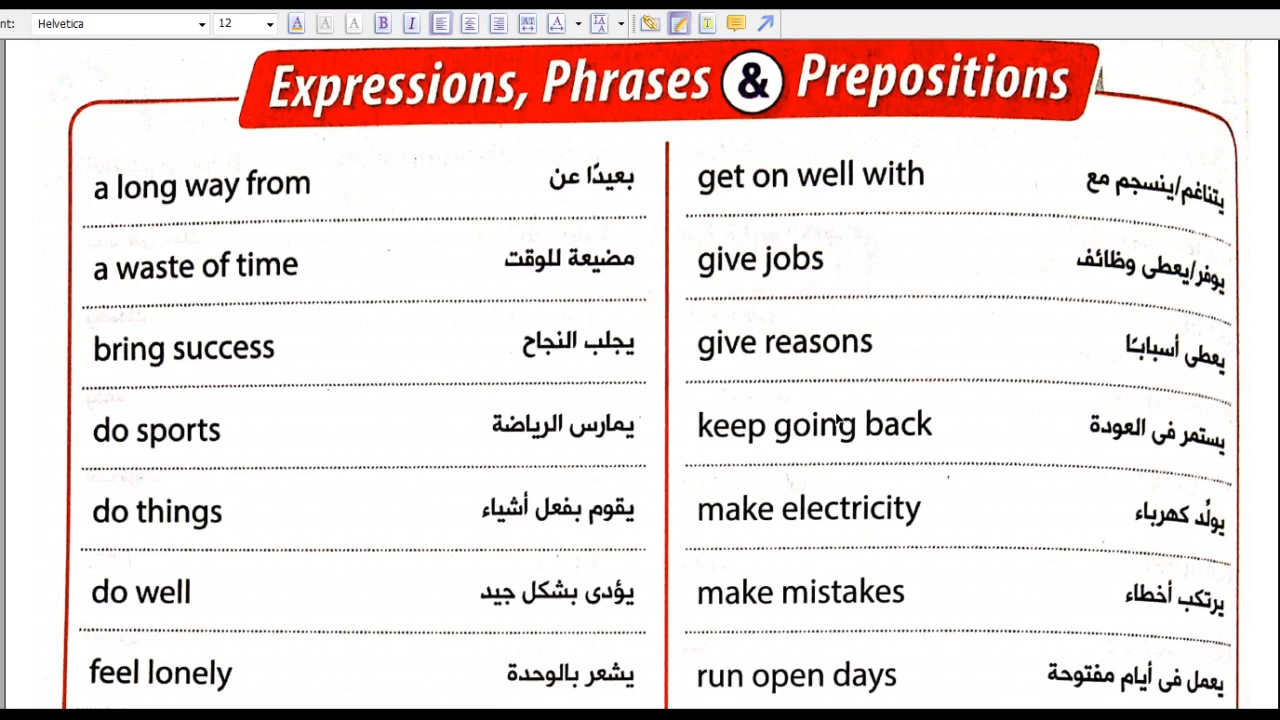 nt: Helvetica 12
Expressions, Phrases & Prepositions
a long way from بعيدًا عن
a waste of time مضيعة للوقت
bring success يجلب النجاح
do sports يمارس الرياضة
do things يقوم بفعل أشياء
do well يؤدى بشكل جيد
feel lonely يشعر بالوحدة
get on well with يتناغم/ينسجم مع
give jobs يوفر/يعطى وظائف
give reasons يعطى أسبابًا
keep going back يستمر فى العودة
make electricity يولِّد كهرباء
make mistakes يرتكب أخطاء
run open days يعمل فى أيام مفتوحة